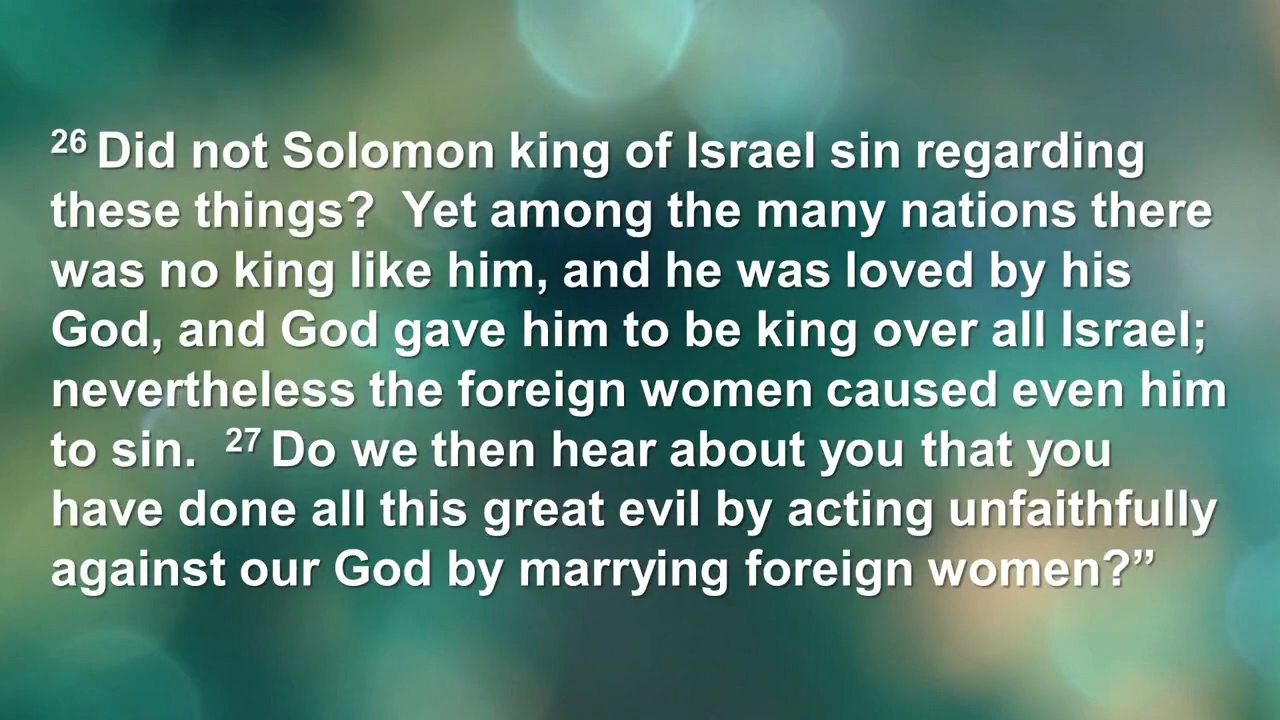 26 Did not Solomon king of Israel sin regarding
these things?  Yet among the many nations there
was no king like him, and he was loved by his
God, and God gave him to be king over all Israel;
nevertheless the foreign women caused even him
to sin.  27 Do we then hear about you that you
have done all this great evil by acting unfaithfully
against our God by marrying foreign women?”